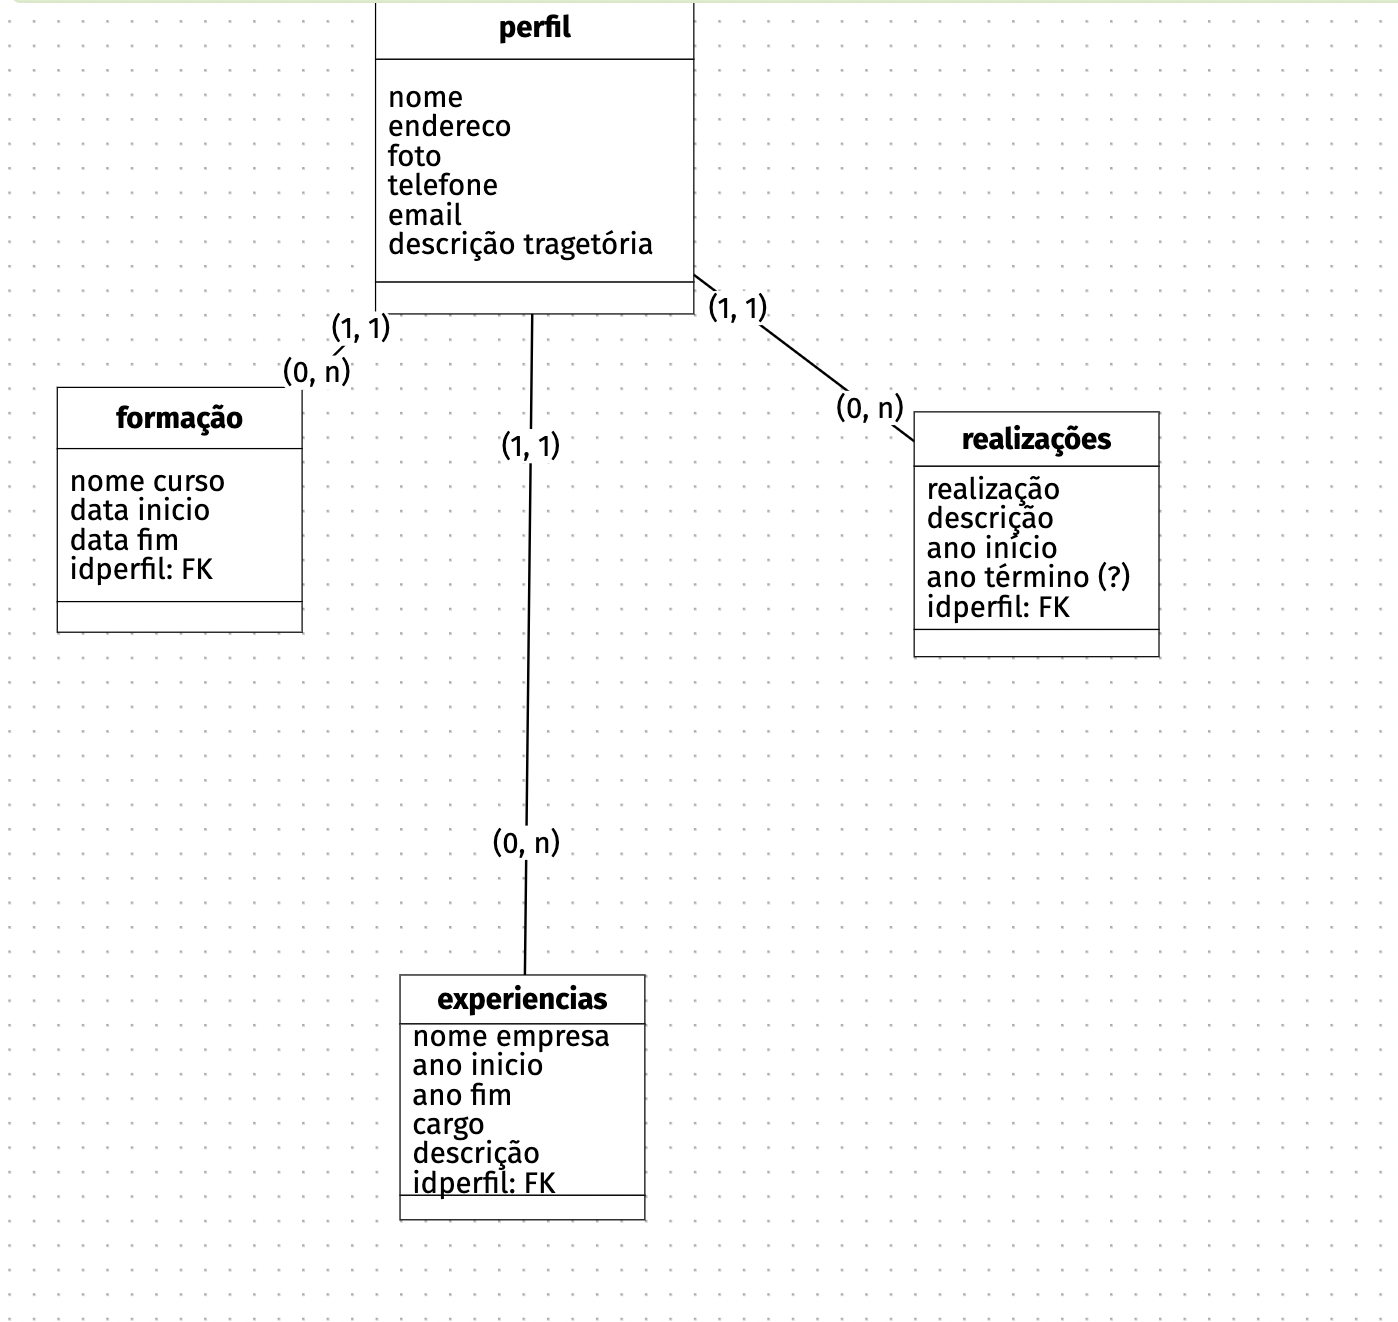 perfil
nome
endereco
foto
telefone
email
descrição tragetória
(1, 1)
(1, 1)
(0, n)
(0, n)
formação
nome curso
data inicio
data fim
idperfil: FK
(1, 1)
realizações
realização
descrição
ano início
ano término (?)
idperfil: FK
(0, n)
experiencias
nome empresa
ano inicio
ano fim
cargo
descrição
idperfil: FK